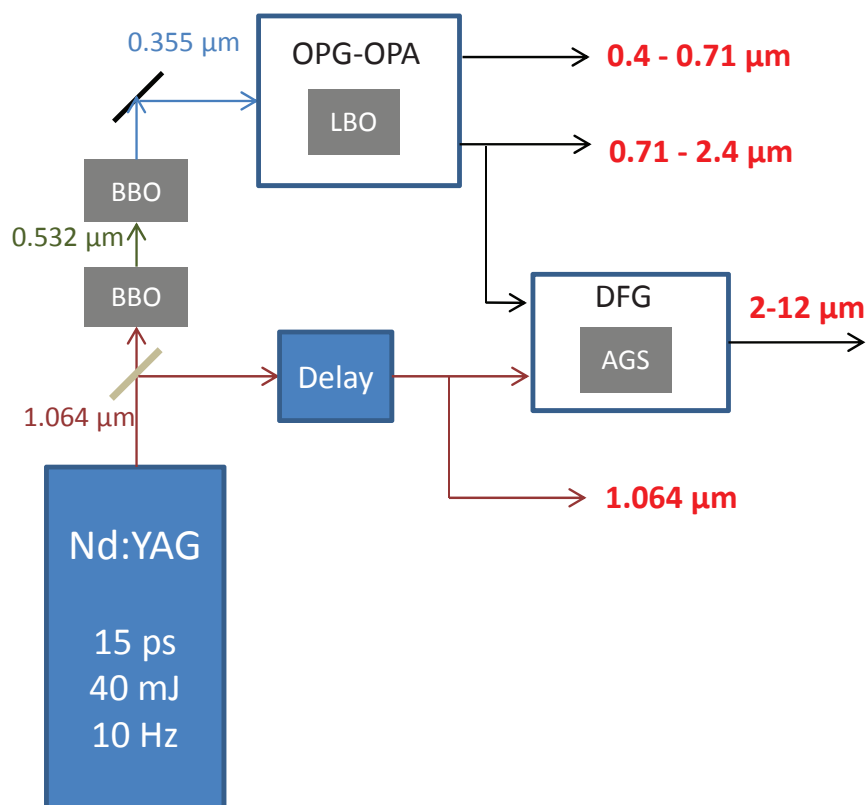 0.355 µm
OPG-OPA
LBO
0.4 - 0.71 µm
0.71 - 2.4 µm
BBO
0.532 µm
BBO
DFG
AGS
2-12 µm
Delay
1.064 µm
1.064 µm
Nd:YAG
15 ps
40 mJ
10 Hz